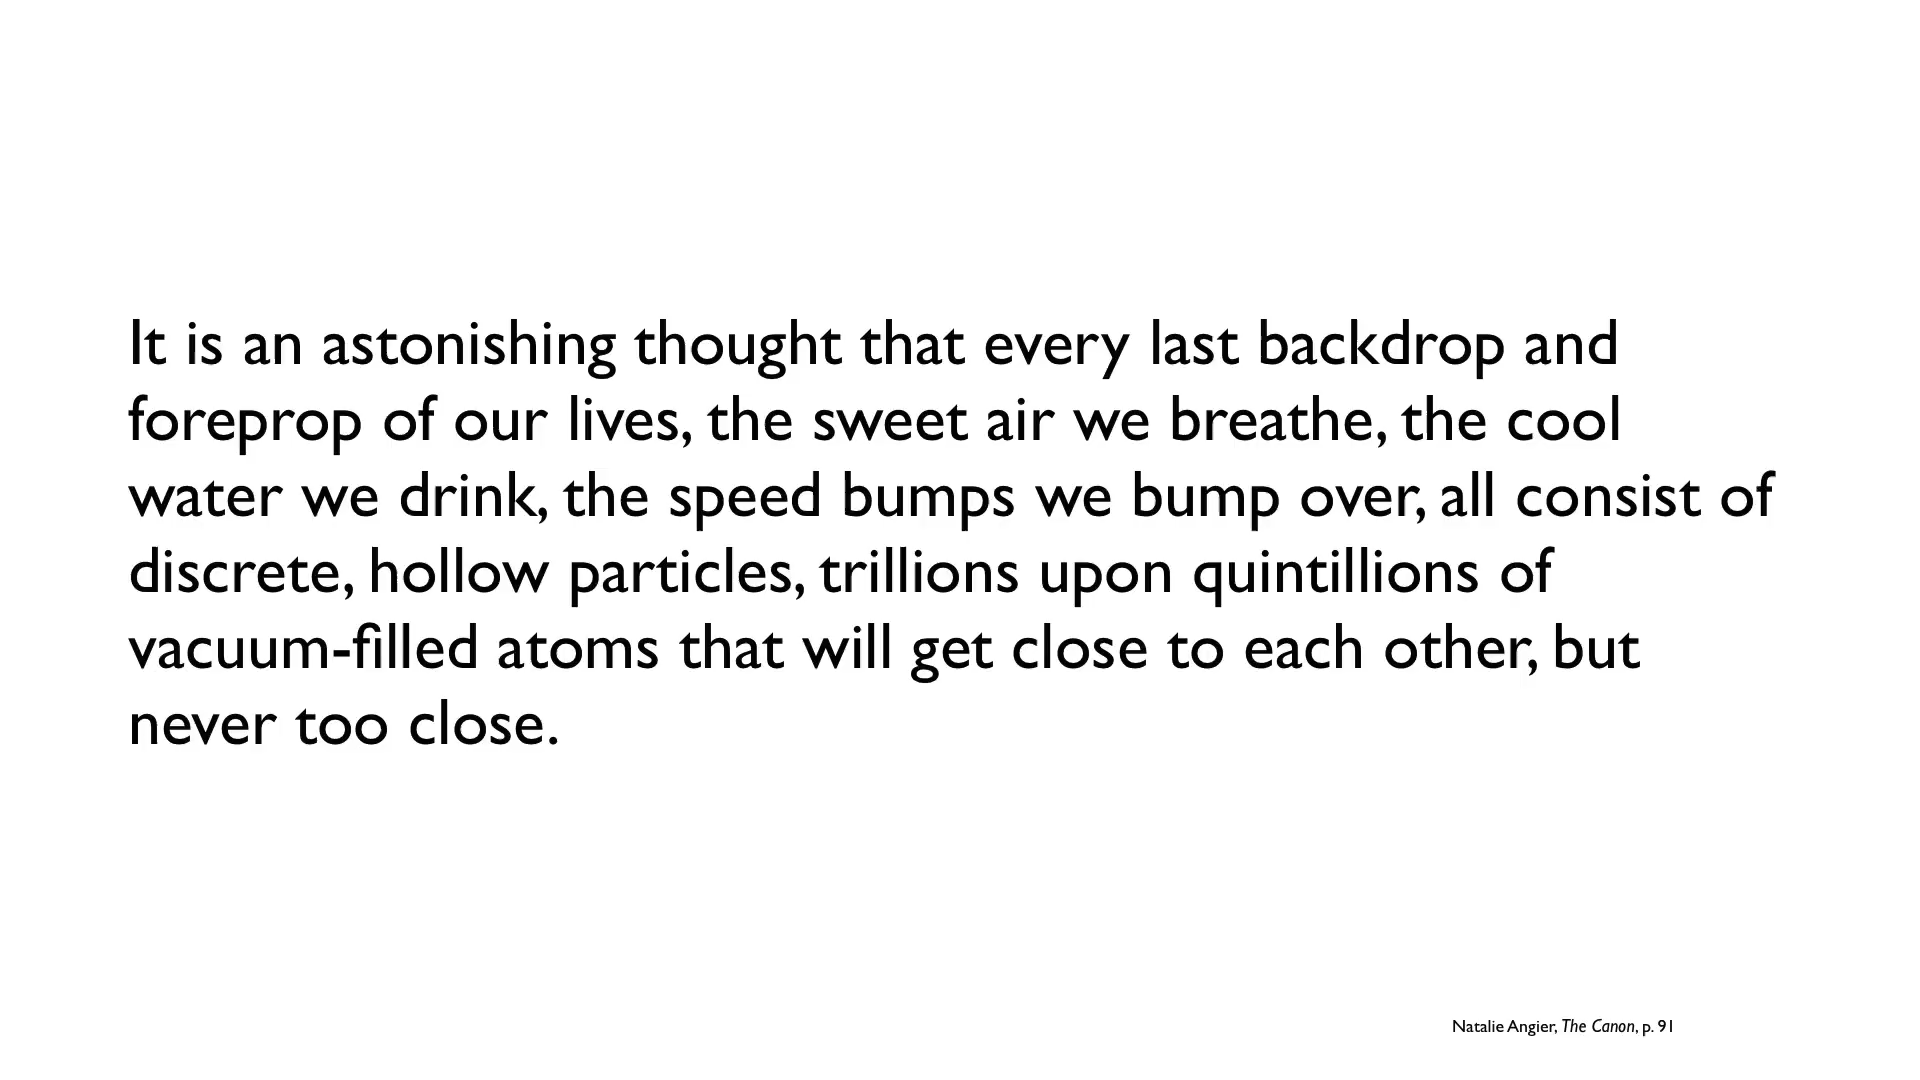 It is an astonishing thought that every last backdrop and
foreprop of our lives, the sweet air we breathe, the cool
water we drink, the speed bumps we bump over, all consist of
discrete, hollow particles, trillions upon quintillions of
vacuum-filled atoms that will get close to each other, but
never too close.
Natalie Angier, The Canon, p. 91